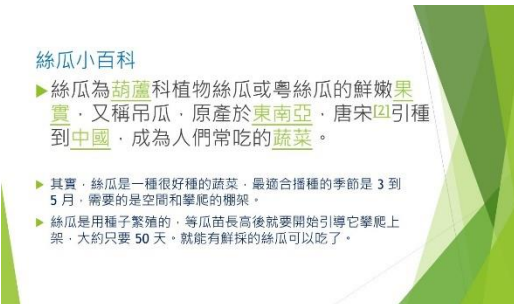 絲瓜小百科
絲瓜為葫蘆科植物絲瓜或粵絲瓜的鮮嫩果
實，又稱吊瓜，原產於東南亞，唐宋[2]引種
到中國，成為人們常吃的蔬菜。
其實，絲瓜是一種很好種的蔬菜，最適合播種的季節是 3 到
5 月，需要的是空間和攀爬的棚架。
絲瓜是用種子繁殖的，等瓜苗長高後就要開始引導它攀爬上
架，大約只要 50 天。就能有鮮採的絲瓜可以吃了。